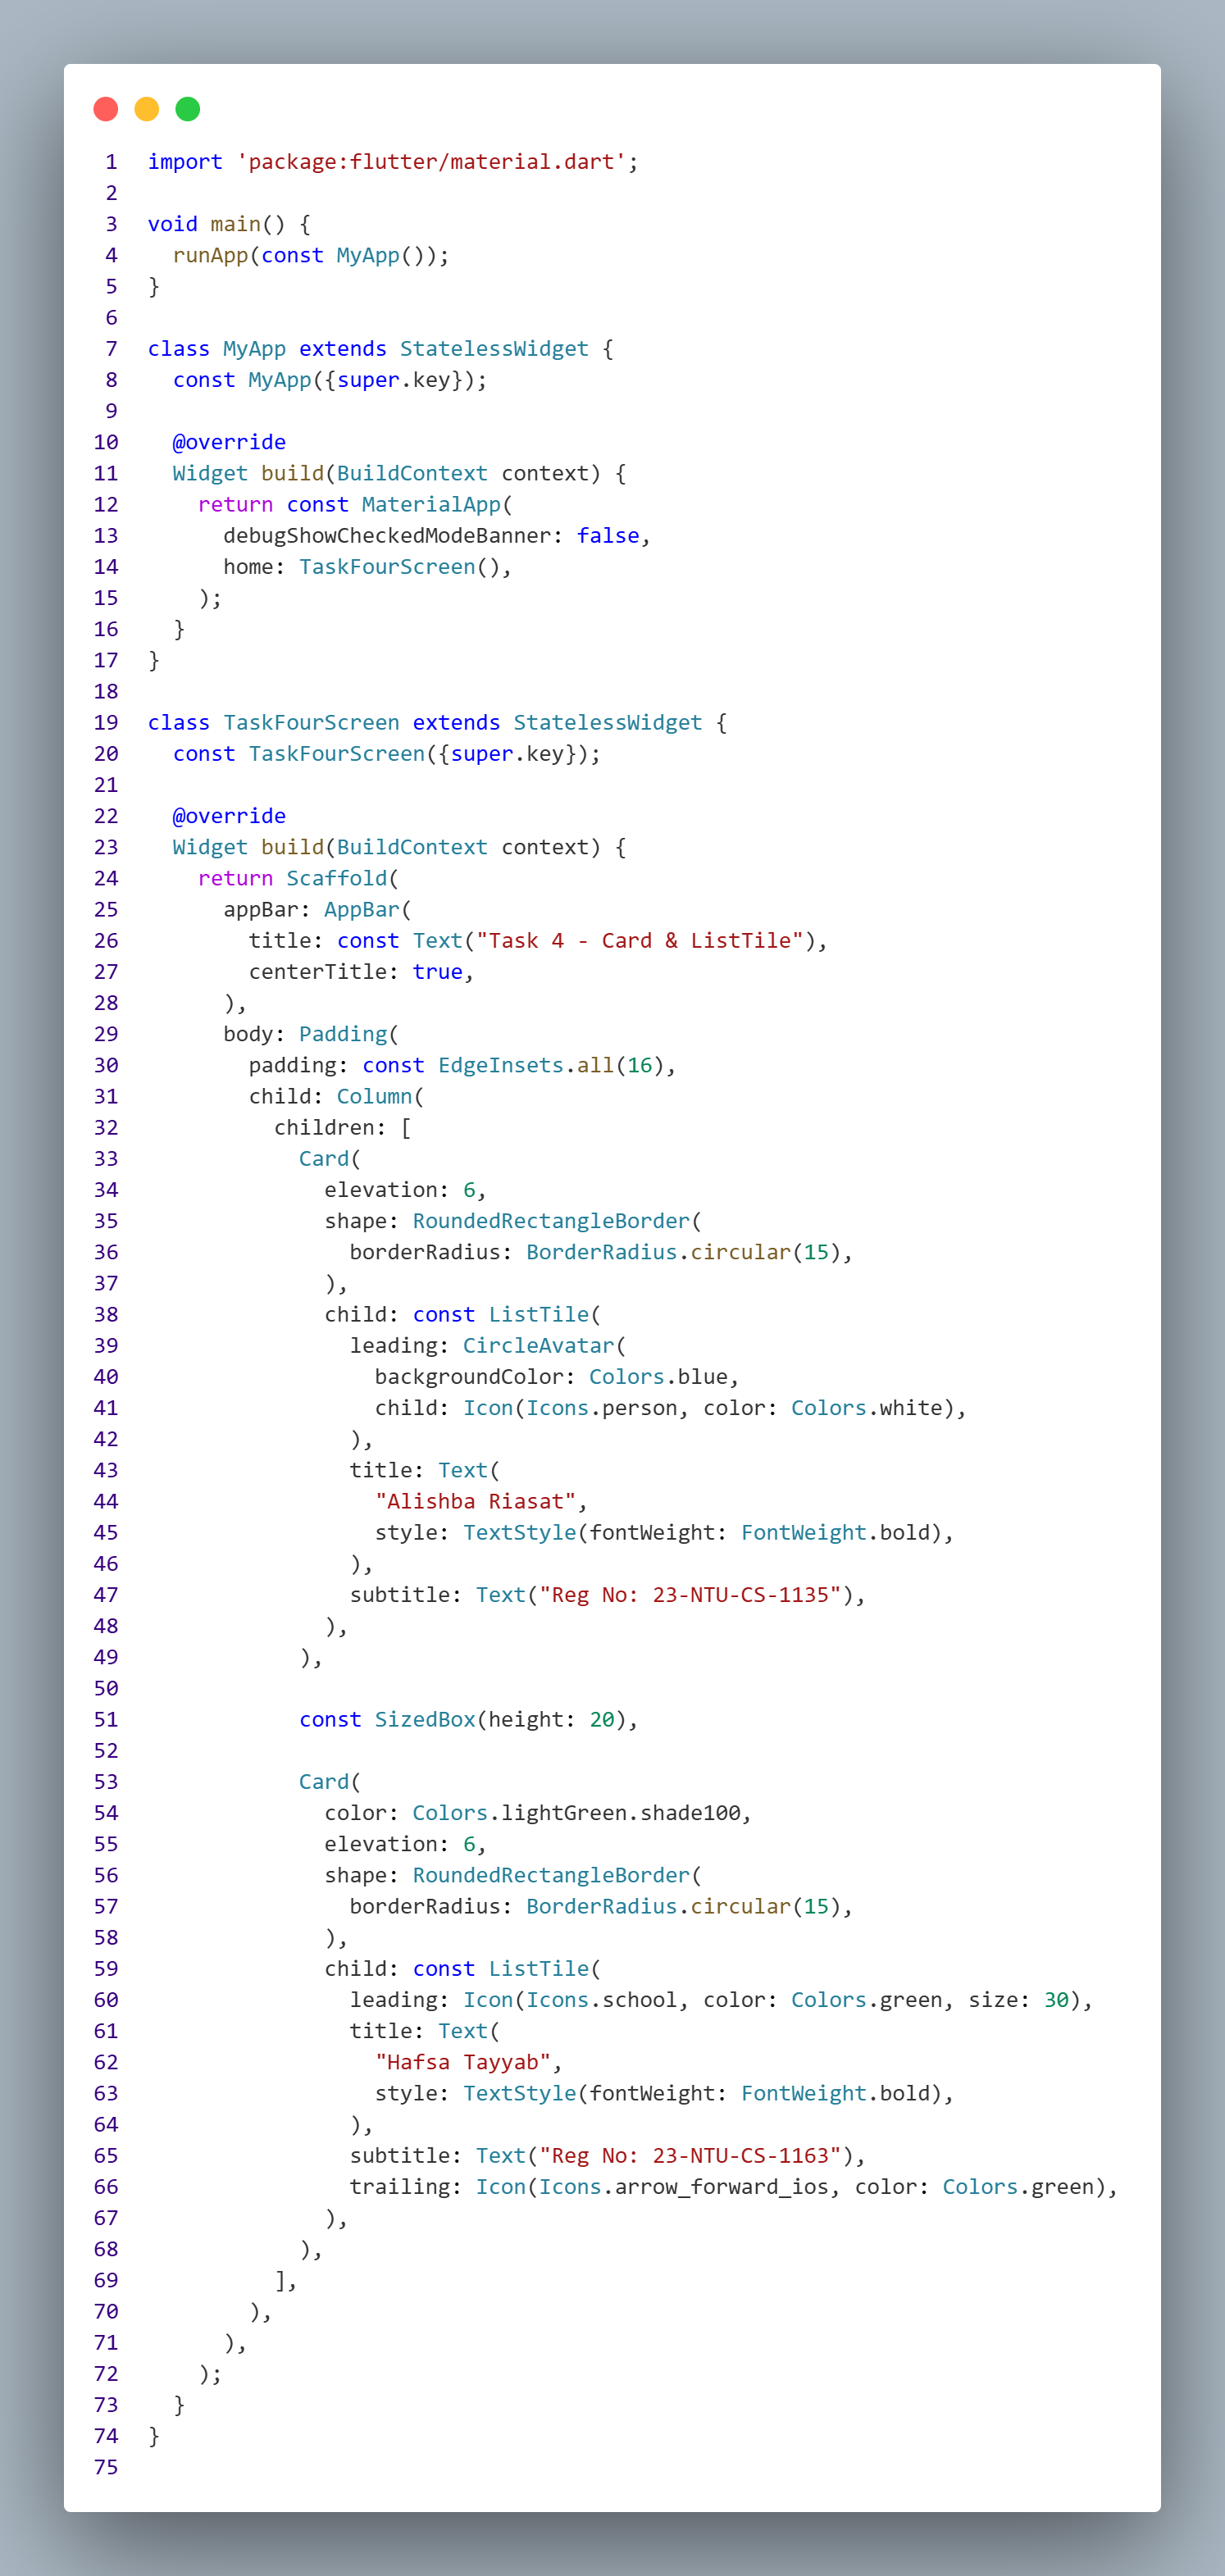 1 import 'package:flutter/material.dart';
2
3 void main() {
4   runApp(const MyApp());
5 }
6
7 class MyApp extends StatelessWidget {
8   const MyApp({super.key});
9
10   @override
11   Widget build(BuildContext context) {
12     return const MaterialApp(
13       debugShowCheckedModeBanner: false,
14       home: TaskFourScreen(),
15     );
16   }
17 }
18
19 class TaskFourScreen extends StatelessWidget {
20   const TaskFourScreen({super.key});
21
22   @override
23   Widget build(BuildContext context) {
24     return Scaffold(
25       appBar: AppBar(
26         title: const Text("Task 4 - Card & ListTile"),
27         centerTitle: true,
28       ),
29       body: Padding(
30         padding: const EdgeInsets.all(16),
31         child: Column(
32           children: [
33             Card(
34               elevation: 6,
35               shape: RoundedRectangleBorder(
36                 borderRadius: BorderRadius.circular(15),
37               ),
38               child: const ListTile(
39                 leading: CircleAvatar(
40                   backgroundColor: Colors.blue,
41                   child: Icon(Icons.person, color: Colors.white),
42                 ),
43                 title: Text(
44                   "Alishba Riasat",
45                   style: TextStyle(fontWeight: FontWeight.bold),
46                 ),
47                 subtitle: Text("Reg No: 23-NTU-CS-1135"),
48               ),
49             ),
50
51             const SizedBox(height: 20),
52
53             Card(
54               color: Colors.lightGreen.shade100,
55               elevation: 6,
56               shape: RoundedRectangleBorder(
57                 borderRadius: BorderRadius.circular(15),
58               ),
59               child: const ListTile(
60                 leading: Icon(Icons.school, color: Colors.green, size: 30),
61                 title: Text(
62                   "Hafsa Tayyab",
63                   style: TextStyle(fontWeight: FontWeight.bold),
64                 ),
65                 subtitle: Text("Reg No: 23-NTU-CS-1163"),
66                 trailing: Icon(Icons.arrow_forward_ios, color: Colors.green),
67               ),
68             ),
69           ],
70         ),
71       ),
72     );
73   }
74 }
75